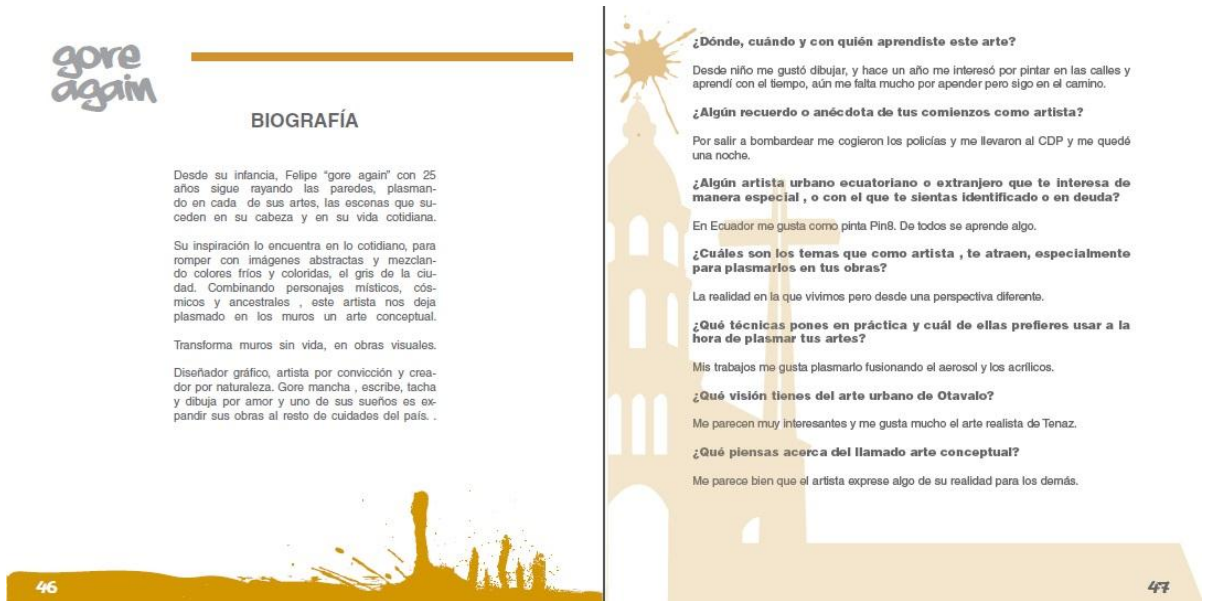 gore
again
BIOGRAFÍA
Desde su infancia, Felipe “gore again” con 25
años sigue rayando las paredes, plasman-
do en cada de sus artes, las escenas que su-
ceden en su cabeza y en su vida cotidiana.
Su inspiración lo encuentra en lo cotidiano, para
romper con imágenes abstractas y mezclan-
do colores fríos y coloridas, el gris de la ciu-
dad. Combinando personajes místicos, cós-
micos y ancestrales , este artista nos deja
plasmado en los muros un arte conceptual.
Transforma muros sin vida, en obras visuales.
Diseñador gráfico, artista por convicción y crea-
dor por naturaleza. Gore mancha , escribe, tacha
y dibuja por amor y uno de sus sueños es ex-
pandir sus obras al resto de cuidades del país. .
46
¿Dónde, cuándo y con quién aprendiste este arte?
Desde niño me gustó dibujar, y hace un año me interesó por pintar en las calles y
aprendí con el tiempo, aún me falta mucho por apender pero sigo en el camino.
¿Algún recuerdo o anécdota de tus comienzos como artista?
Por salir a bombardear me cogieron los policías y me llevaron al CDP y me quedé
una noche.
¿Algún artista urbano ecuatoriano o extranjero que te interesa de
manera especial , o con el que te sientas identificado o en deuda?
En Ecuador me gusta como pinta Pin8. De todos se aprende algo.
¿Cuáles son los temas que como artista , te atraen, especialmente
para plasmarlos en tus obras?
La realidad en la que vivimos pero desde una perspectiva diferente.
¿Qué técnicas pones en práctica y cuál de ellas prefieres usar a la
hora de plasmar tus artes?
Mis trabajos me gusta plasmarlo fusionando el aerosol y los acrílicos.
¿Qué visión tienes del arte urbano de Otavalo?
Me parecen muy interesantes y me gusta mucho el arte realista de Tenaz.
¿Qué piensas acerca del llamado arte conceptual?
Me parece bien que el artista exprese algo de su realidad para los demás.
47